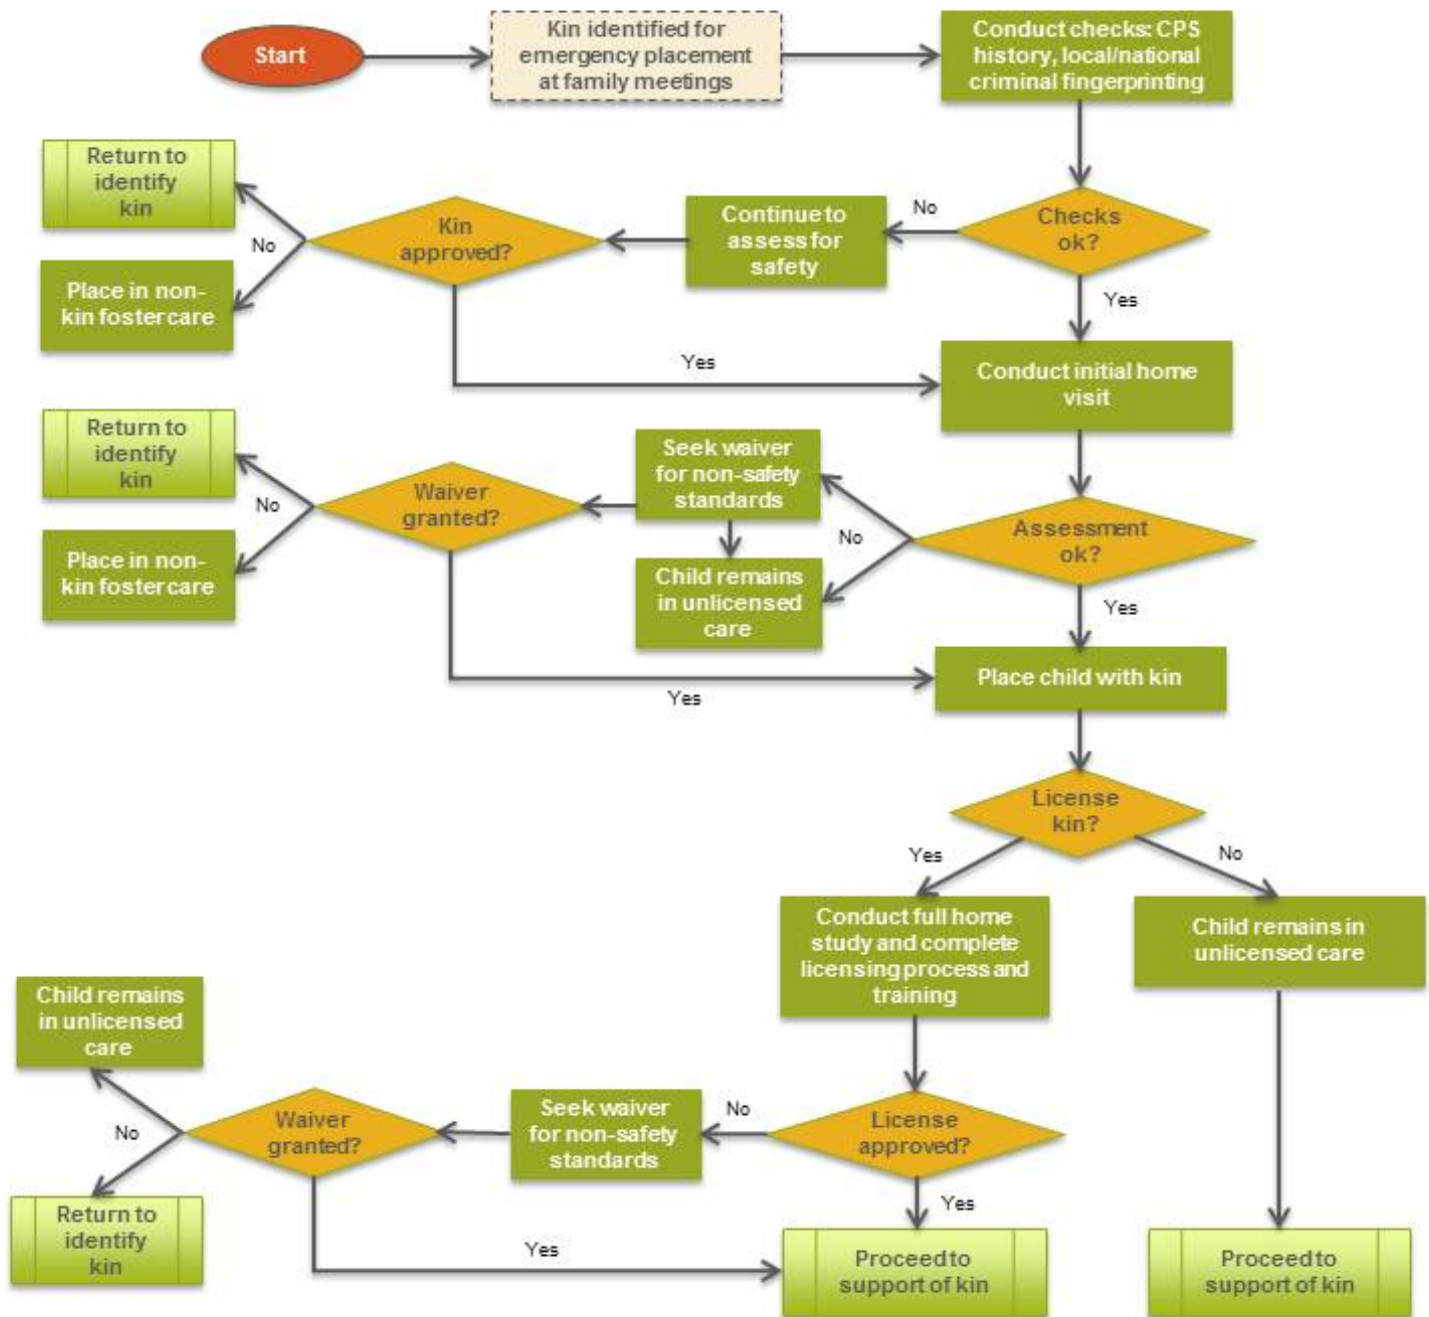 Start
Kin identified for
emergency placement
at family meetings
Conduct checks: CPS
history, local/national
criminal fingerprinting
Return to
identify
kin
No
Place in non-
kin foster care
Kin
approved?
Continue to
assess for
safety
No
Checks
ok?
Yes
Yes
Conduct initial home
visit
Return to
identify
kin
No
Place in non-
kin foster care
Waiver
granted?
Seek waiver
for non-safety
standards
No
Child remains
in unlicensed
care
Assessment
ok?
Yes
Yes
Place child with kin
License
kin?
Yes
No
Conduct full home
study and complete
licensing process and
training
Child remains in
unlicensed care
Child remains
in unlicensed
care
No
Return to
identify
kin
Waiver
granted?
Seek waiver
for non-safety
standards
No
License
approved?
Yes
Yes
Proceed to
support of kin
Proceed to
support of kin